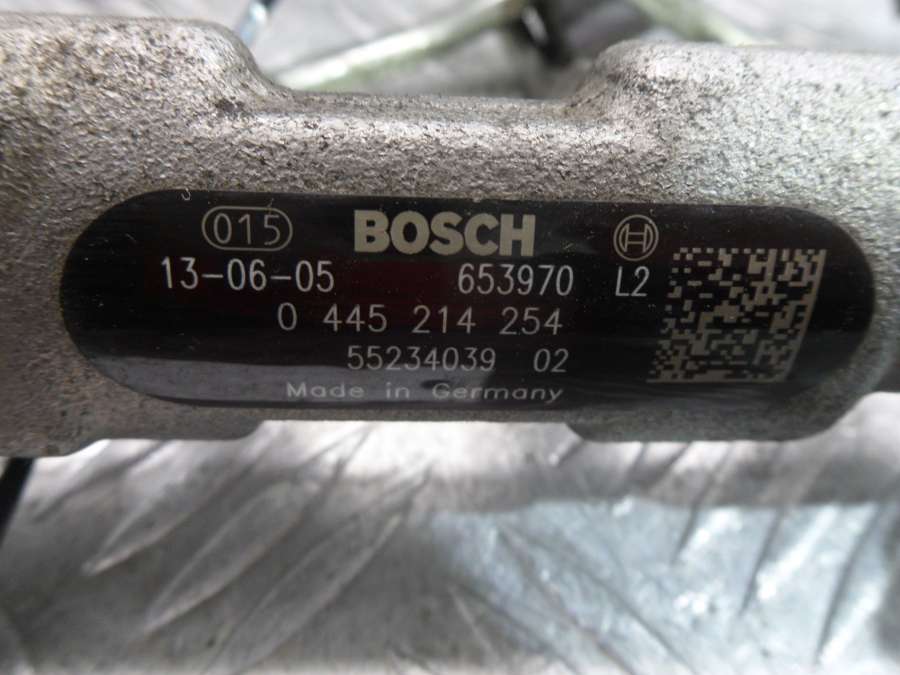 015 BOSCH
13-06-05 653970 L2
0 445 214 254
55234039 02
Made in Germany